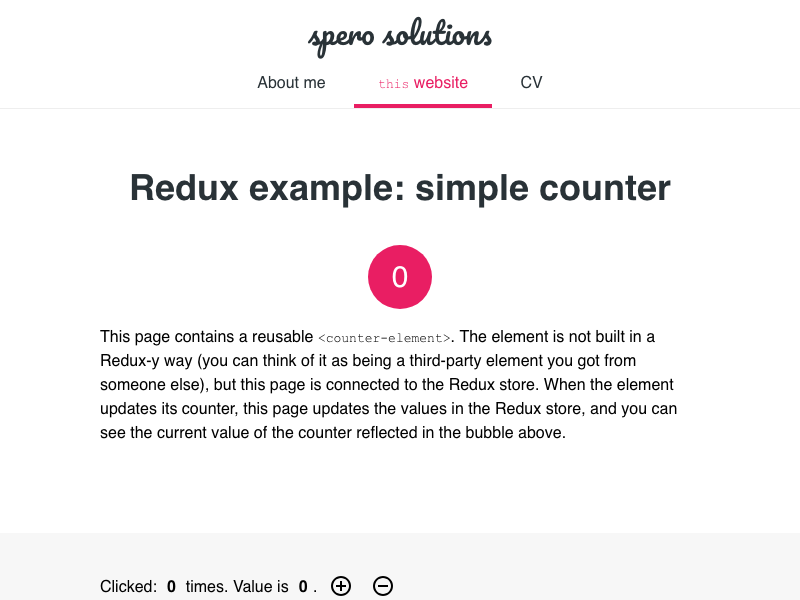 spero solutions
About me this website CV
Redux example: simple counter
0
This page contains a reusable <counter-element>. The element is not built in a
Redux-y way (you can think of it as being a third-party element you got from
someone else), but this page is connected to the Redux store. When the element
updates its counter, this page updates the values in the Redux store, and you can
see the current value of the counter reflected in the bubble above.
Clicked: 0 times. Value is 0 .